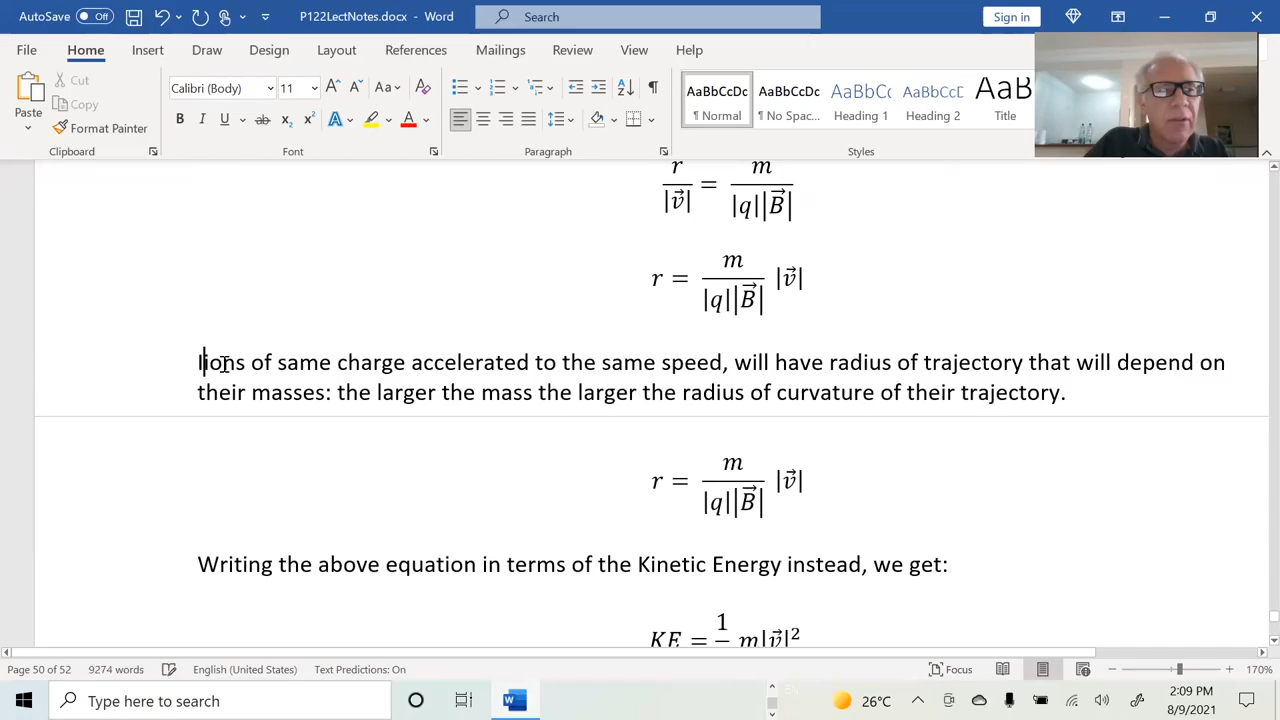 AutoSave Off P122LectNotes.docx - Word Search Sign in
File Home Insert Draw Design Layout References Mailings Review View Help
Paste Cut Copy Format Painter
Calibri (Body) 11 Aa
B I U ab x₂ x² A A
AaBbCcDc AaBbCcDc AaBbCc AaBbCcD AaB
¶ Normal ¶ No Spac... Heading 1 Heading 2 Title
Clipboard Font Paragraph Styles
r/|v⃗| = m/|q||B⃗|
r = m/|q||B⃗| |v⃗|
Iions of same charge accelerated to the same speed, will have radius of trajectory that will depend on
their masses: the larger the mass the larger the radius of curvature of their trajectory.
r = m/|q||B⃗| |v⃗|
Writing the above equation in terms of the Kinetic Energy instead, we get:
KE = 1 m|v⃗|²
Page 50 of 52 9274 words English (United States) Text Predictions: On Focus 170%
Type here to search 26°C 2:09 PM
8/9/2021